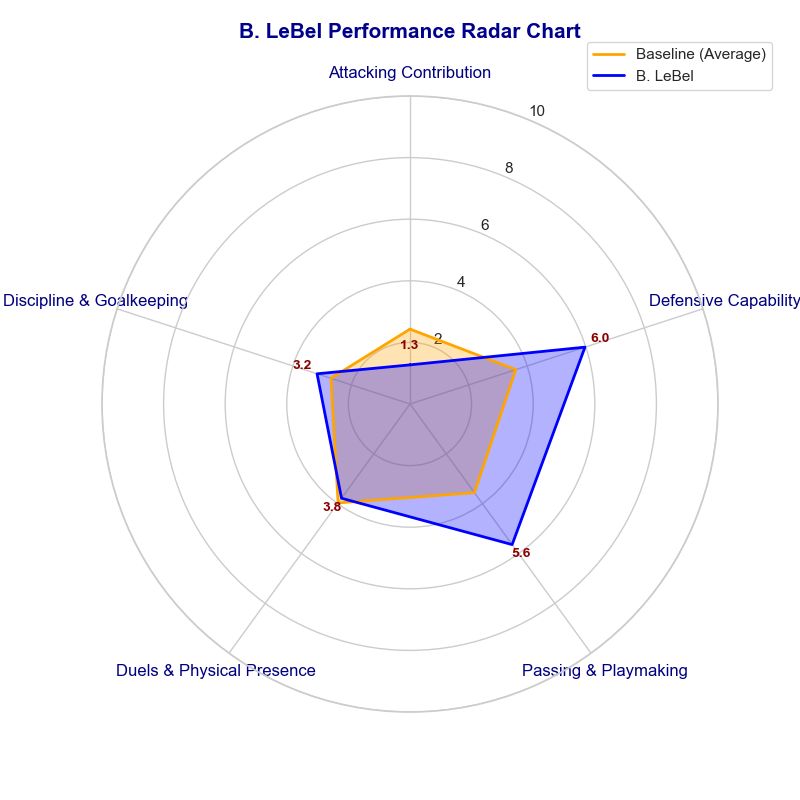 B. LeBel Performance Radar Chart
Baseline (Average)
B. LeBel
Attacking Contribution
10
8
6
4
2
Discipline & Goalkeeping
Defensive Capability
1.3
6.0
3.2
3.8
5.6
Duels & Physical Presence
Passing & Playmaking